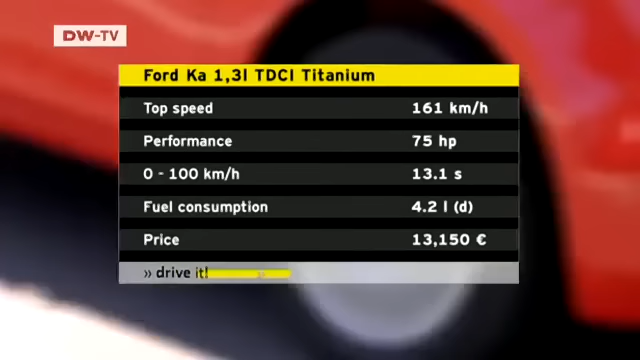 DW-TV
Ford Ka 1,3l TDCI Titanium
Top speed 161 km/h
Performance 75 hp
0 - 100 km/h 13.1 s
Fuel consumption 4.2 l (d)
Price 13,150 €
» drive it!